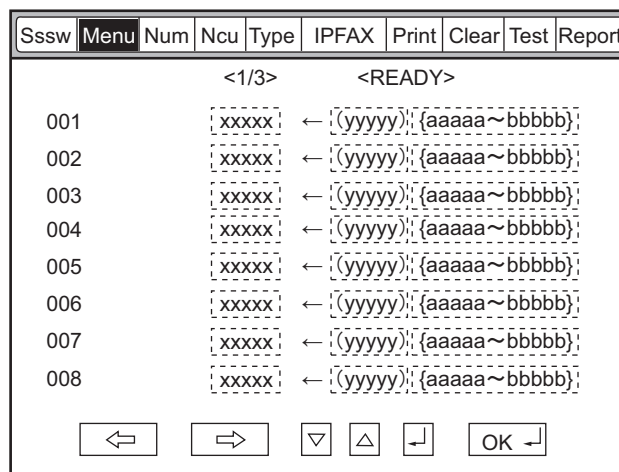 Sssw Menu Num Ncu Type IPFAX Print Clear Test Report
<1/3> <READY>
001 xxxxx ← (yyyyy) {aaaaa～bbbbb}
002 xxxxx ← (yyyyy) {aaaaa～bbbbb}
003 xxxxx ← (yyyyy) {aaaaa～bbbbb}
004 xxxxx ← (yyyyy) {aaaaa～bbbbb}
005 xxxxx ← (yyyyy) {aaaaa～bbbbb}
006 xxxxx ← (yyyyy) {aaaaa～bbbbb}
007 xxxxx ← (yyyyy) {aaaaa～bbbbb}
008 xxxxx ← (yyyyy) {aaaaa～bbbbb}
OK